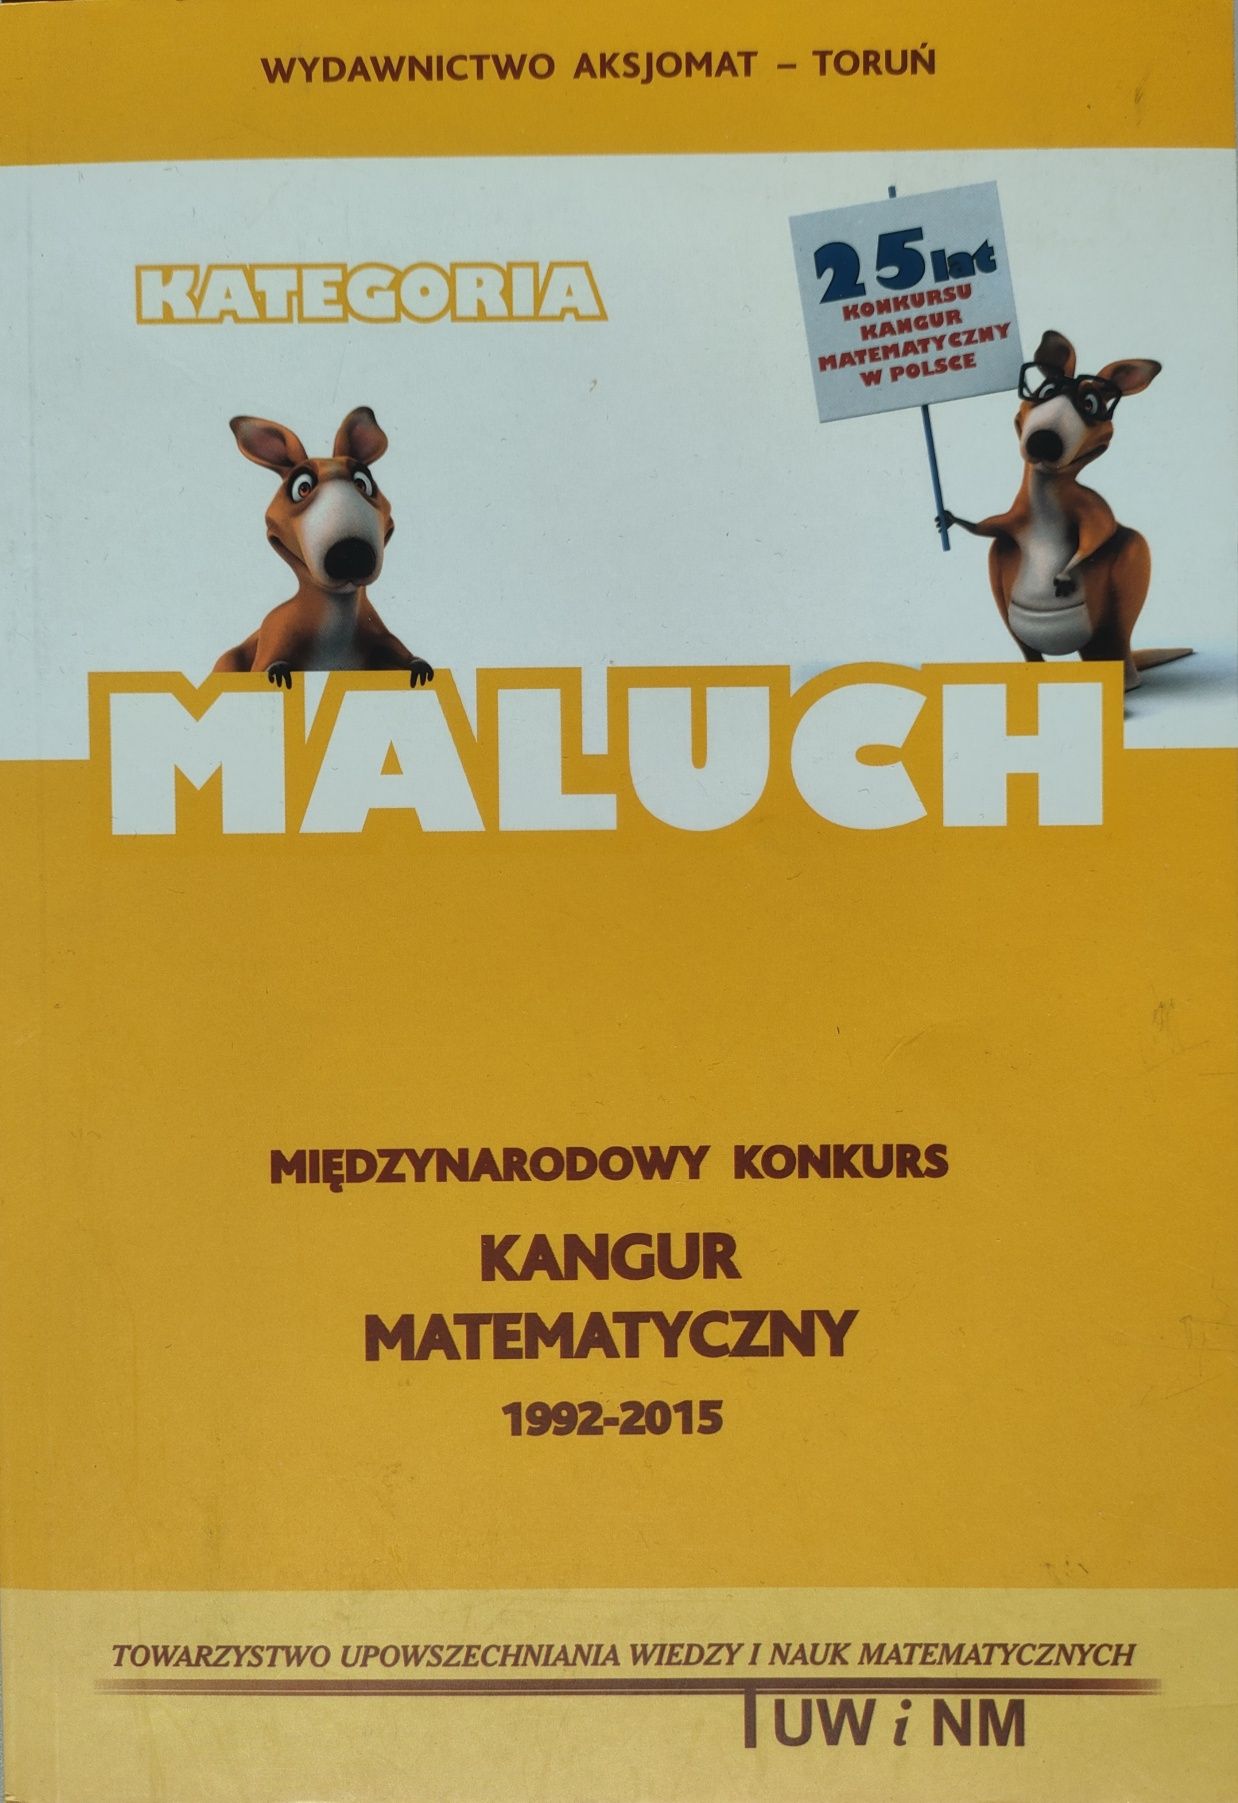 WYDAWNICTWO AKSJOMAT – TORUŃ
KATEGORIA
25 lat
KONKURSU
KANGUR
MATEMATYCZNY
W POLSCE
MALUCH
MIĘDZYNARODOWY KONKURS
KANGUR
MATEMATYCZNY
1992-2015
TOWARZYSTWO UPOWSZECHNIANIA WIEDZY I NAUK MATEMATYCZNYCH
TUW i NM